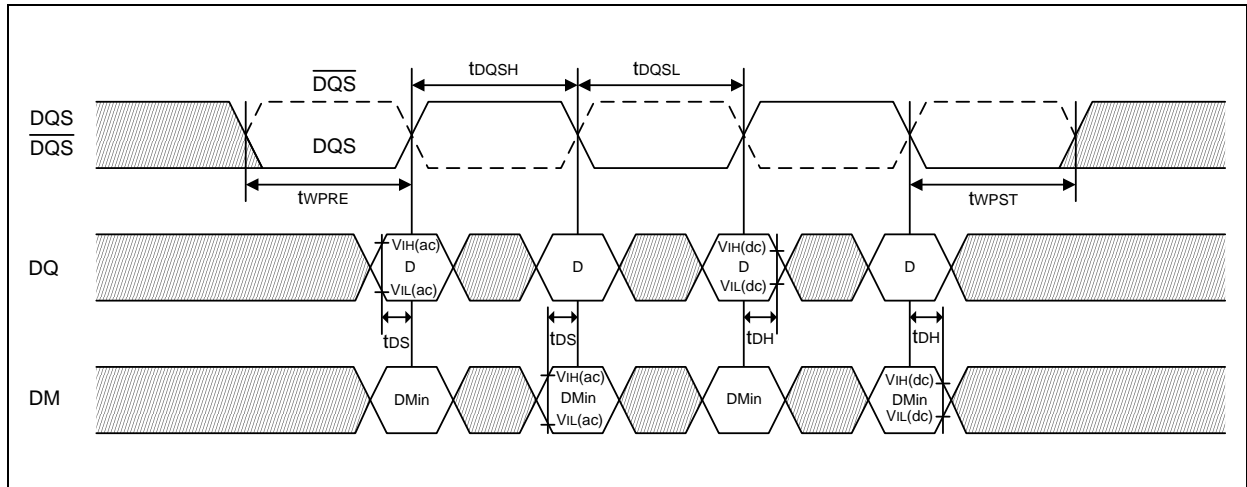 DQS
tDQSH
tDQSL
DQS
DQS
DQS
tWPRE
tWPST
DQ
VIH(ac)
D
VIL(ac)
D
VIH(dc)
D
VIL(dc)
D
tDS
tDS
tDH
tDH
DM
DMin
VIH(ac)
DMin
VIL(ac)
DMin
VIH(dc)
DMin
VIL(dc)